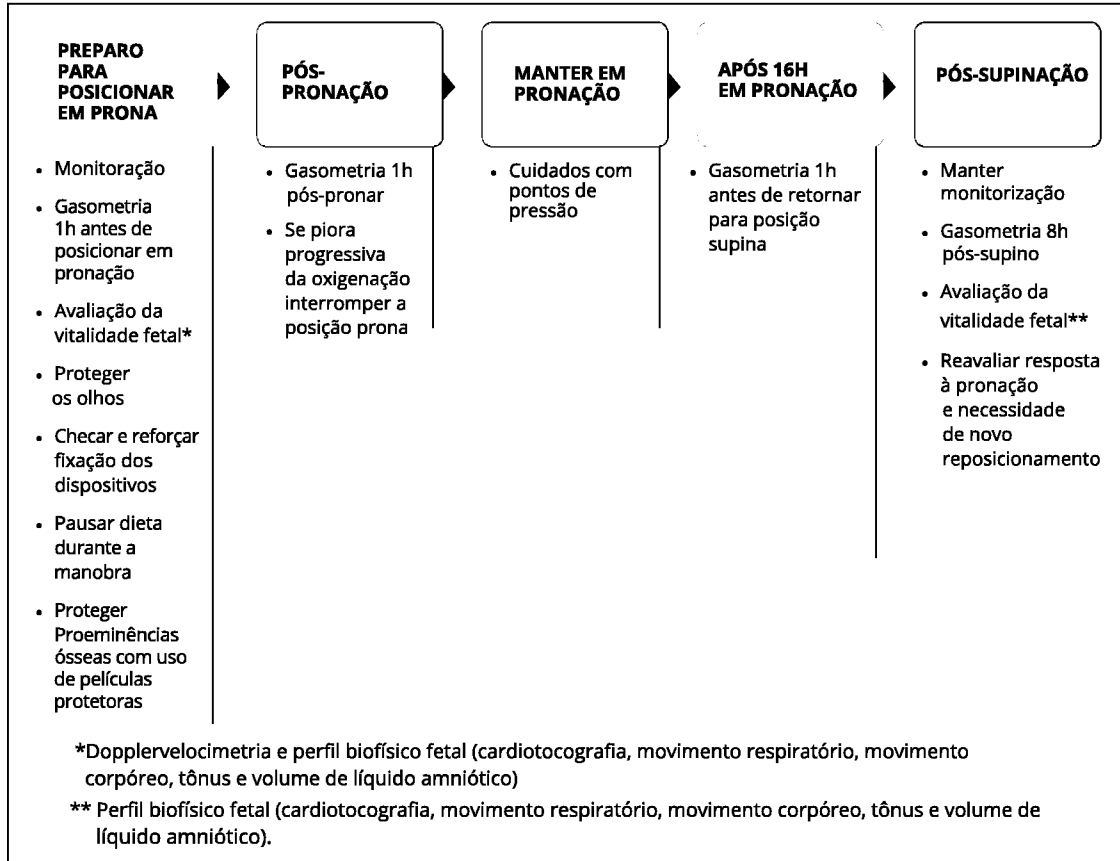 PREPARO
PARA
POSICIONAR
EM PRONA
• Monitoração
• Gasometria
1h antes de
posicionar em
pronação
• Avaliação da
vitalidade fetal*
• Proteger
os olhos
• Checar e reforçar
fixação dos
dispositivos
• Pausar dieta
durante a
manobra
• Proteger
Proeminências
ósseas com uso
de películas
protetoras
PÓS-
PRONAÇÃO
• Gasometria 1h
pós-pronar
• Se piora
progressiva
da oxigenação
interromper a
posição prona
MANTER EM
PRONAÇÃO
• Cuidados com
pontos de
pressão
APÓS 16H
EM PRONAÇÃO
• Gasometria 1h
antes de retornar
para posição
supina
PÓS-SUPINAÇÃO
• Manter
monitorização
• Gasometria 8h
pós-supino
• Avaliação da
vitalidade fetal**
• Reavaliar resposta
à pronação
e necessidade
de novo
reposicionamento
*Dopplervelocimetria e perfil biofísico fetal (cardiotocografia, movimento respiratório, movimento
corpóreo, tônus e volume de líquido amniótico)
** Perfil biofísico fetal (cardiotocografia, movimento respiratório, movimento corpóreo, tônus e volume de
líquido amniótico).